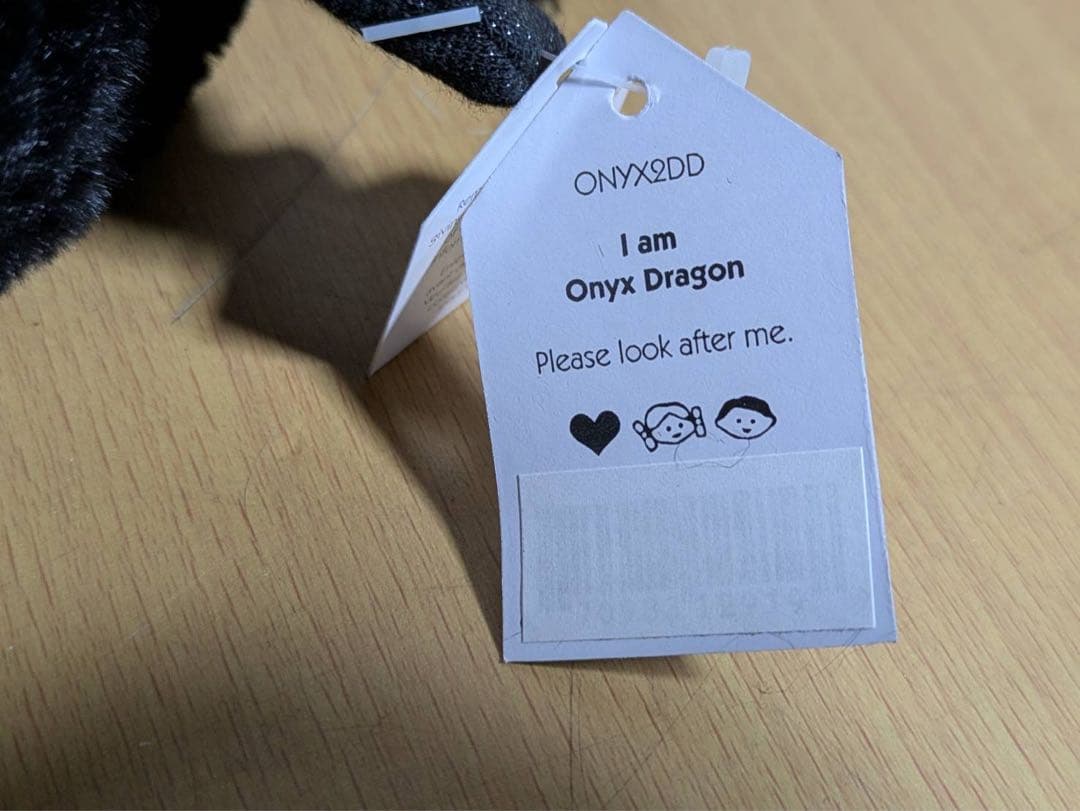 ONYX2DD
I am
Onyx Dragon
Please look after me.